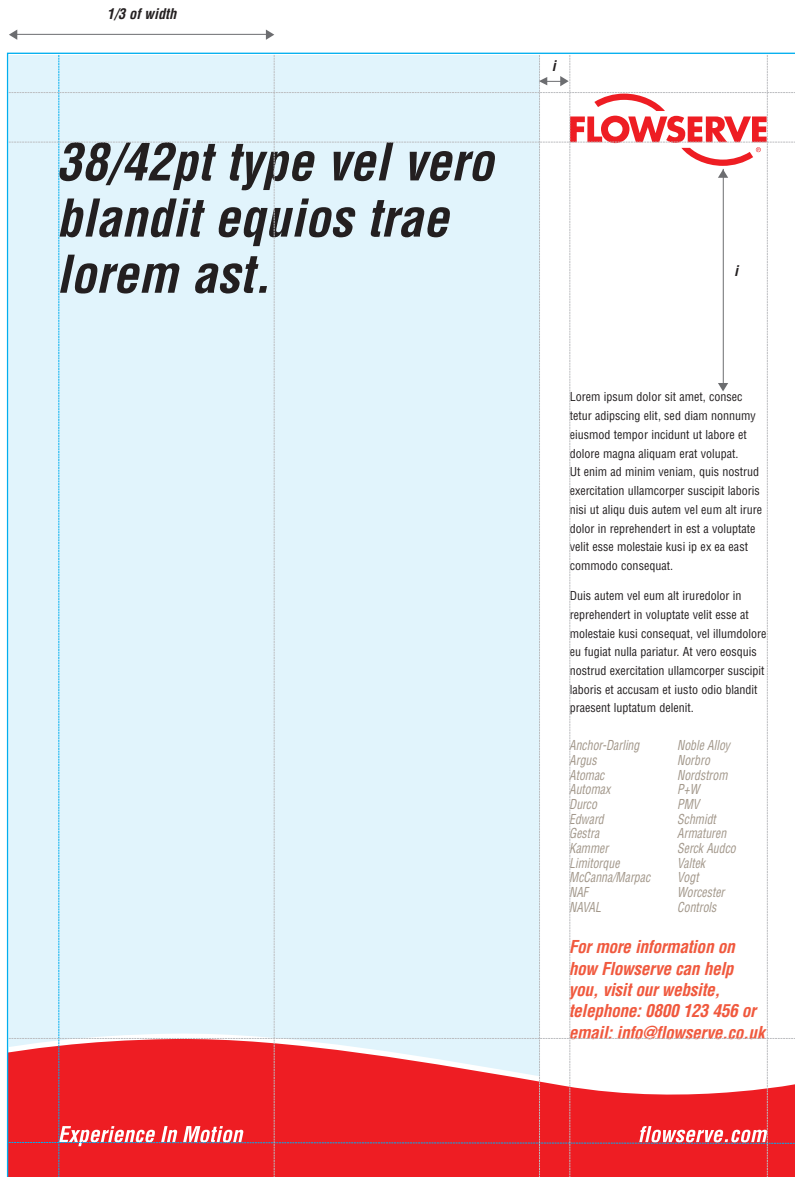 1/3 of width
i
FLOWSERVE
®
38/42pt type vel vero
blandit equios trae
lorem ast.
i
Lorem ipsum dolor sit amet, consec
tetur adipscing elit, sed diam nonnumy
eiusmod tempor incidunt ut labore et
dolore magna aliquam erat volupat.
Ut enim ad minim veniam, quis nostrud
exercitation ullamcorper suscipit laboris
nisi ut aliqu duis autem vel eum alt irure
dolor in reprehendert in est a voluptate
velit esse molestaie kusi ip ex ea east
commodo consequat.
Duis autem vel eum alt iruredolor in
reprehendert in voluptate velit esse at
molestaie kusi consequat, vel illumdolore
eu fugiat nulla pariatur. At vero eosquis
nostrud exercitation ullamcorper suscipit
laboris et accusam et iusto odio blandit
praesent luptatum delenit.
Anchor-Darling
Argus
Atomac
Automax
Durco
Edward
Gestra
Kammer
Limitorque
McCanna/Marpac
NAF
NAVAL
Noble Alloy
Norbro
Nordstrom
P+W
PMV
Schmidt
Armaturen
Serck Audco
Valtek
Vogt
Worcester
Controls
For more information on
how Flowserve can help
you, visit our website,
telephone: 0800 123 456 or
email: info@flowserve.co.uk
Experience In Motion
flowserve.com